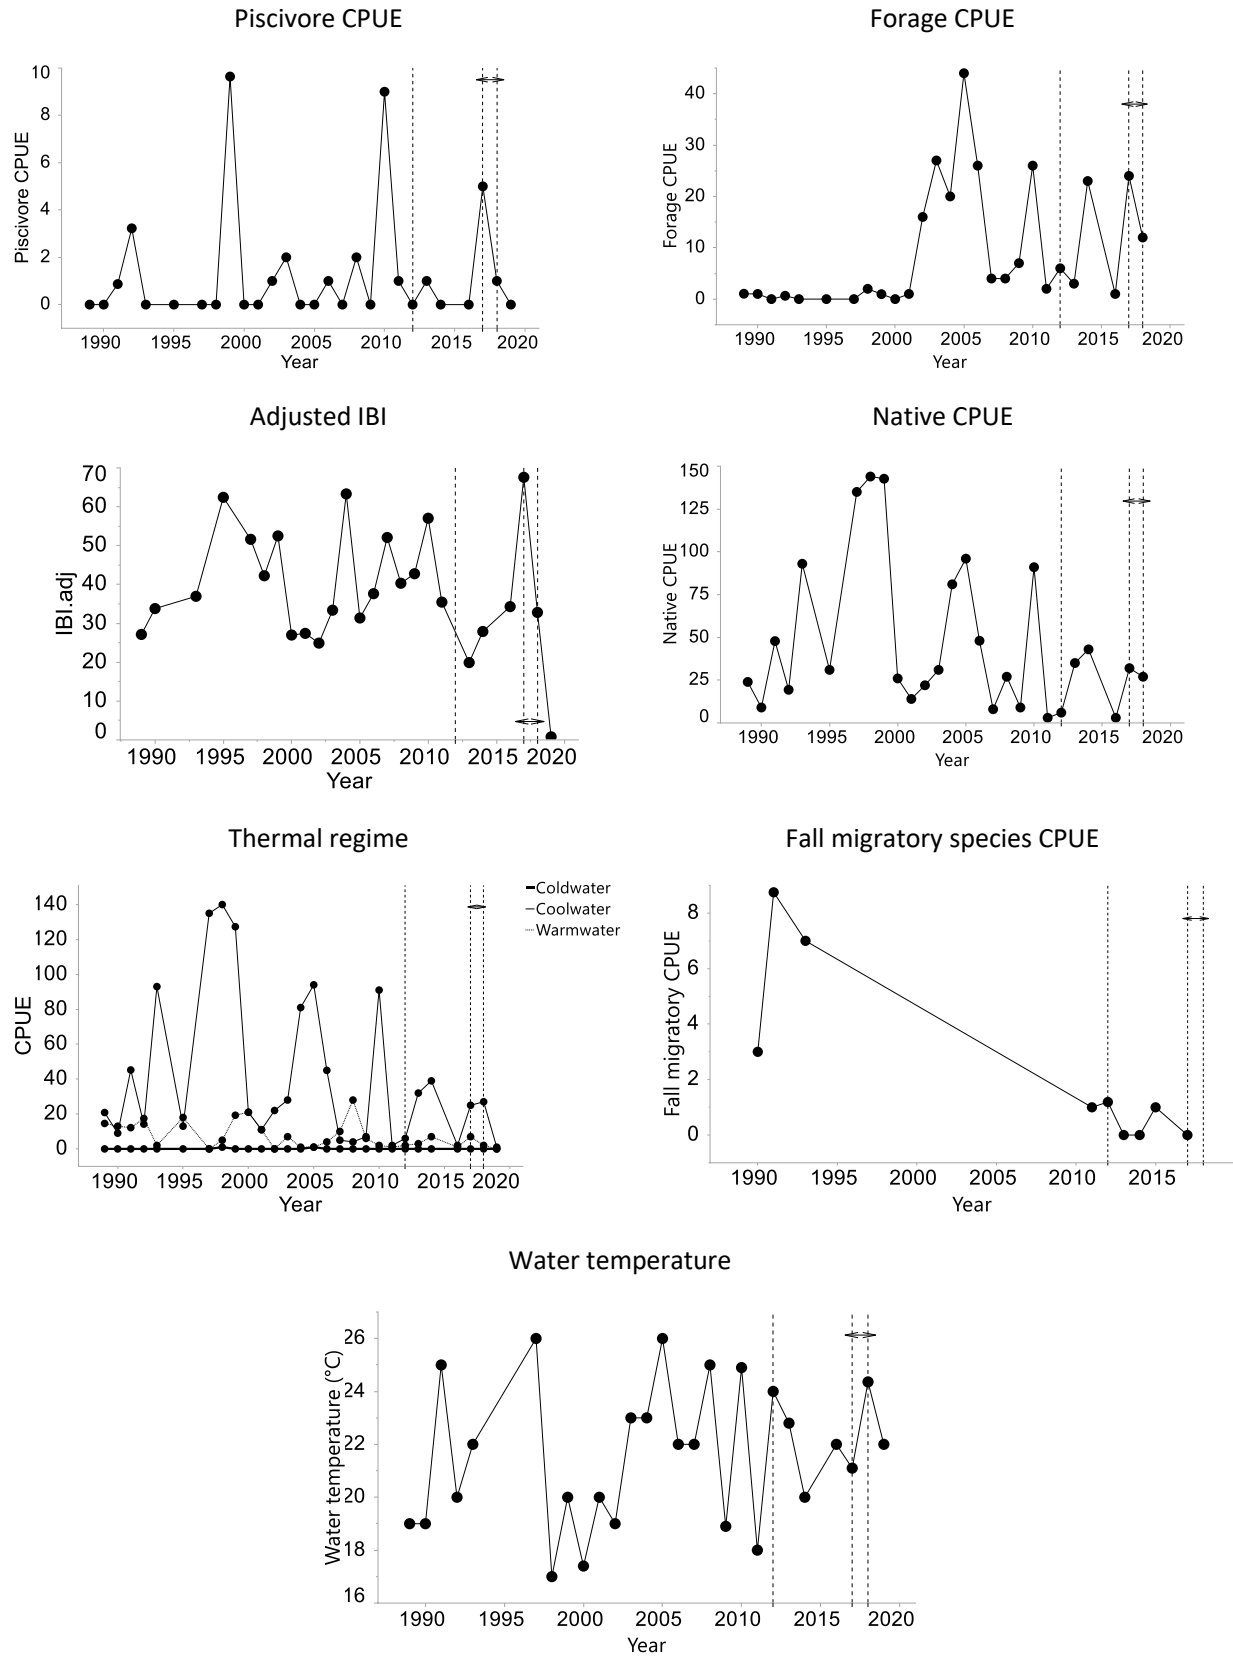 Piscivore CPUE
Forage CPUE
10
8
6
4
2
0
Piscivore CPUE
1990 1995 2000 2005 2010 2015 2020
Year
40
30
20
10
0
Forage CPUE
1990 1995 2000 2005 2010 2015 2020
Year
Adjusted IBI
Native CPUE
70
60
50
40
30
20
10
0
IBI.adj
1990 1995 2000 2005 2010 2015 2020
Year
150
125
100
75
50
25
0
Native CPUE
1990 1995 2000 2005 2010 2015 2020
Year
Thermal regime
Fall migratory species CPUE
140
120
100
80
60
40
20
0
CPUE
1990 1995 2000 2005 2010 2015 2020
Year
Coldwater
Coolwater
Warmwater
8
6
4
2
0
Fall migratory CPUE
1990 1995 2000 2005 2010 2015
Year
Water temperature
26
24
22
20
18
16
Water temperature (°C)
1990 1995 2000 2005 2010 2015 2020
Year